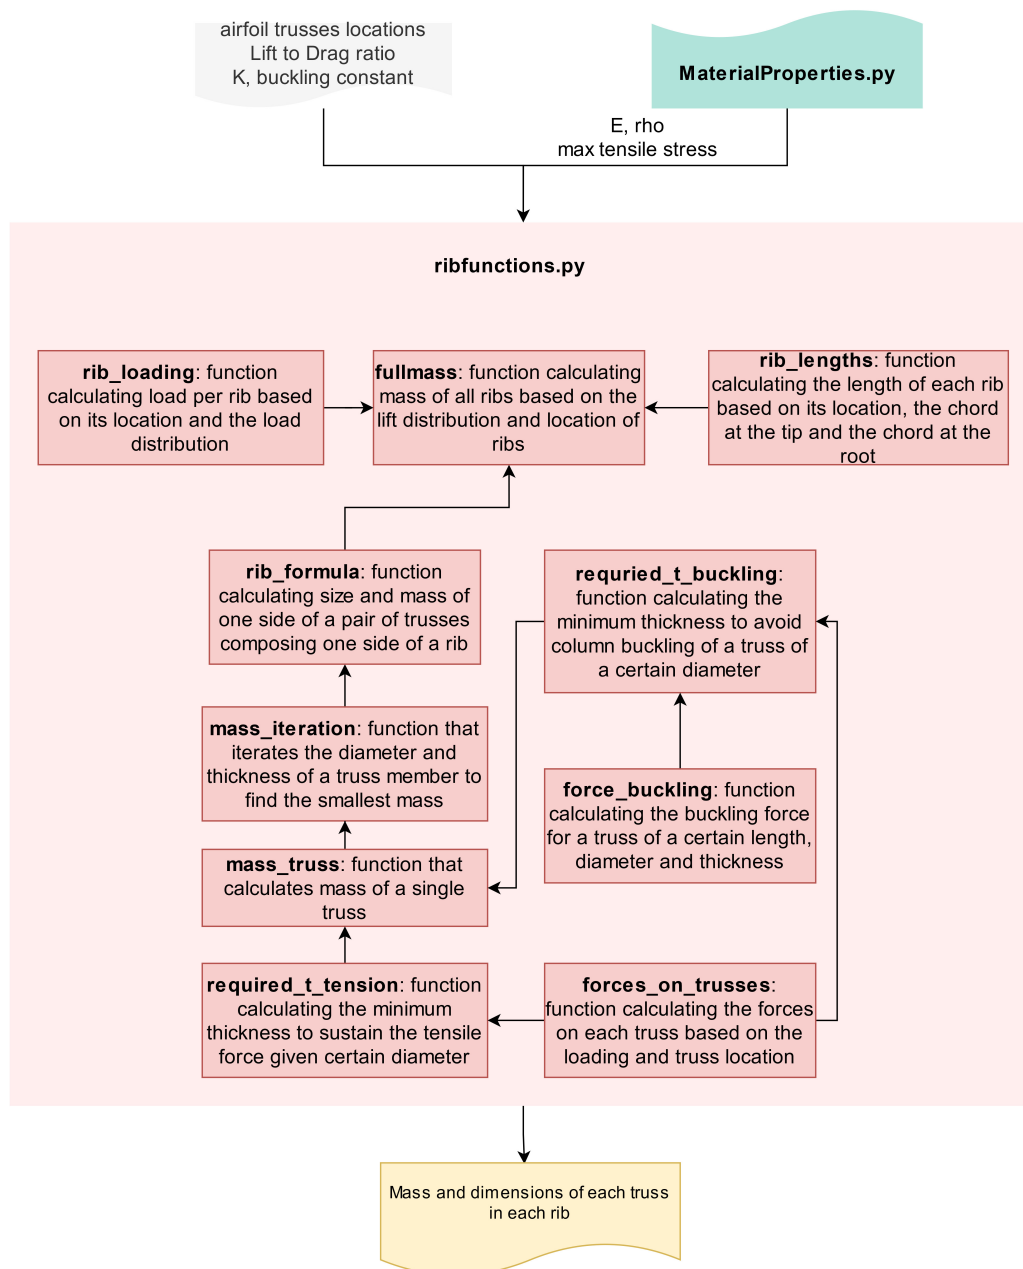 airfoil trusses locations
Lift to Drag ratio
K, buckling constant
MaterialProperties.py
E, rho
max tensile stress
ribfunctions.py
rib_loading: function
calculating load per rib based
on its location and the load
distribution
fullmass: function calculating
mass of all ribs based on the
lift distribution and location of
ribs
rib_lengths: function
calculating the length of each rib
based on its location, the chord
at the tip and the chord at the
root
rib_formula: function
calculating size and mass of
one side of a pair of trusses
composing one side of a rib
requried_t_buckling:
function calculating the
minimum thickness to avoid
column buckling of a truss of
a certain diameter
mass_iteration: function that
iterates the diameter and
thickness of a truss member to
find the smallest mass
force_buckling: function
calculating the buckling force
for a truss of a certain length,
diameter and thickness
mass_truss: function that
calculates mass of a single
truss
required_t_tension: function
calculating the minimum
thickness to sustain the tensile
force given certain diameter
forces_on_trusses:
function calculating the forces
on each truss based on the
loading and truss location
Mass and dimensions of each truss
in each rib